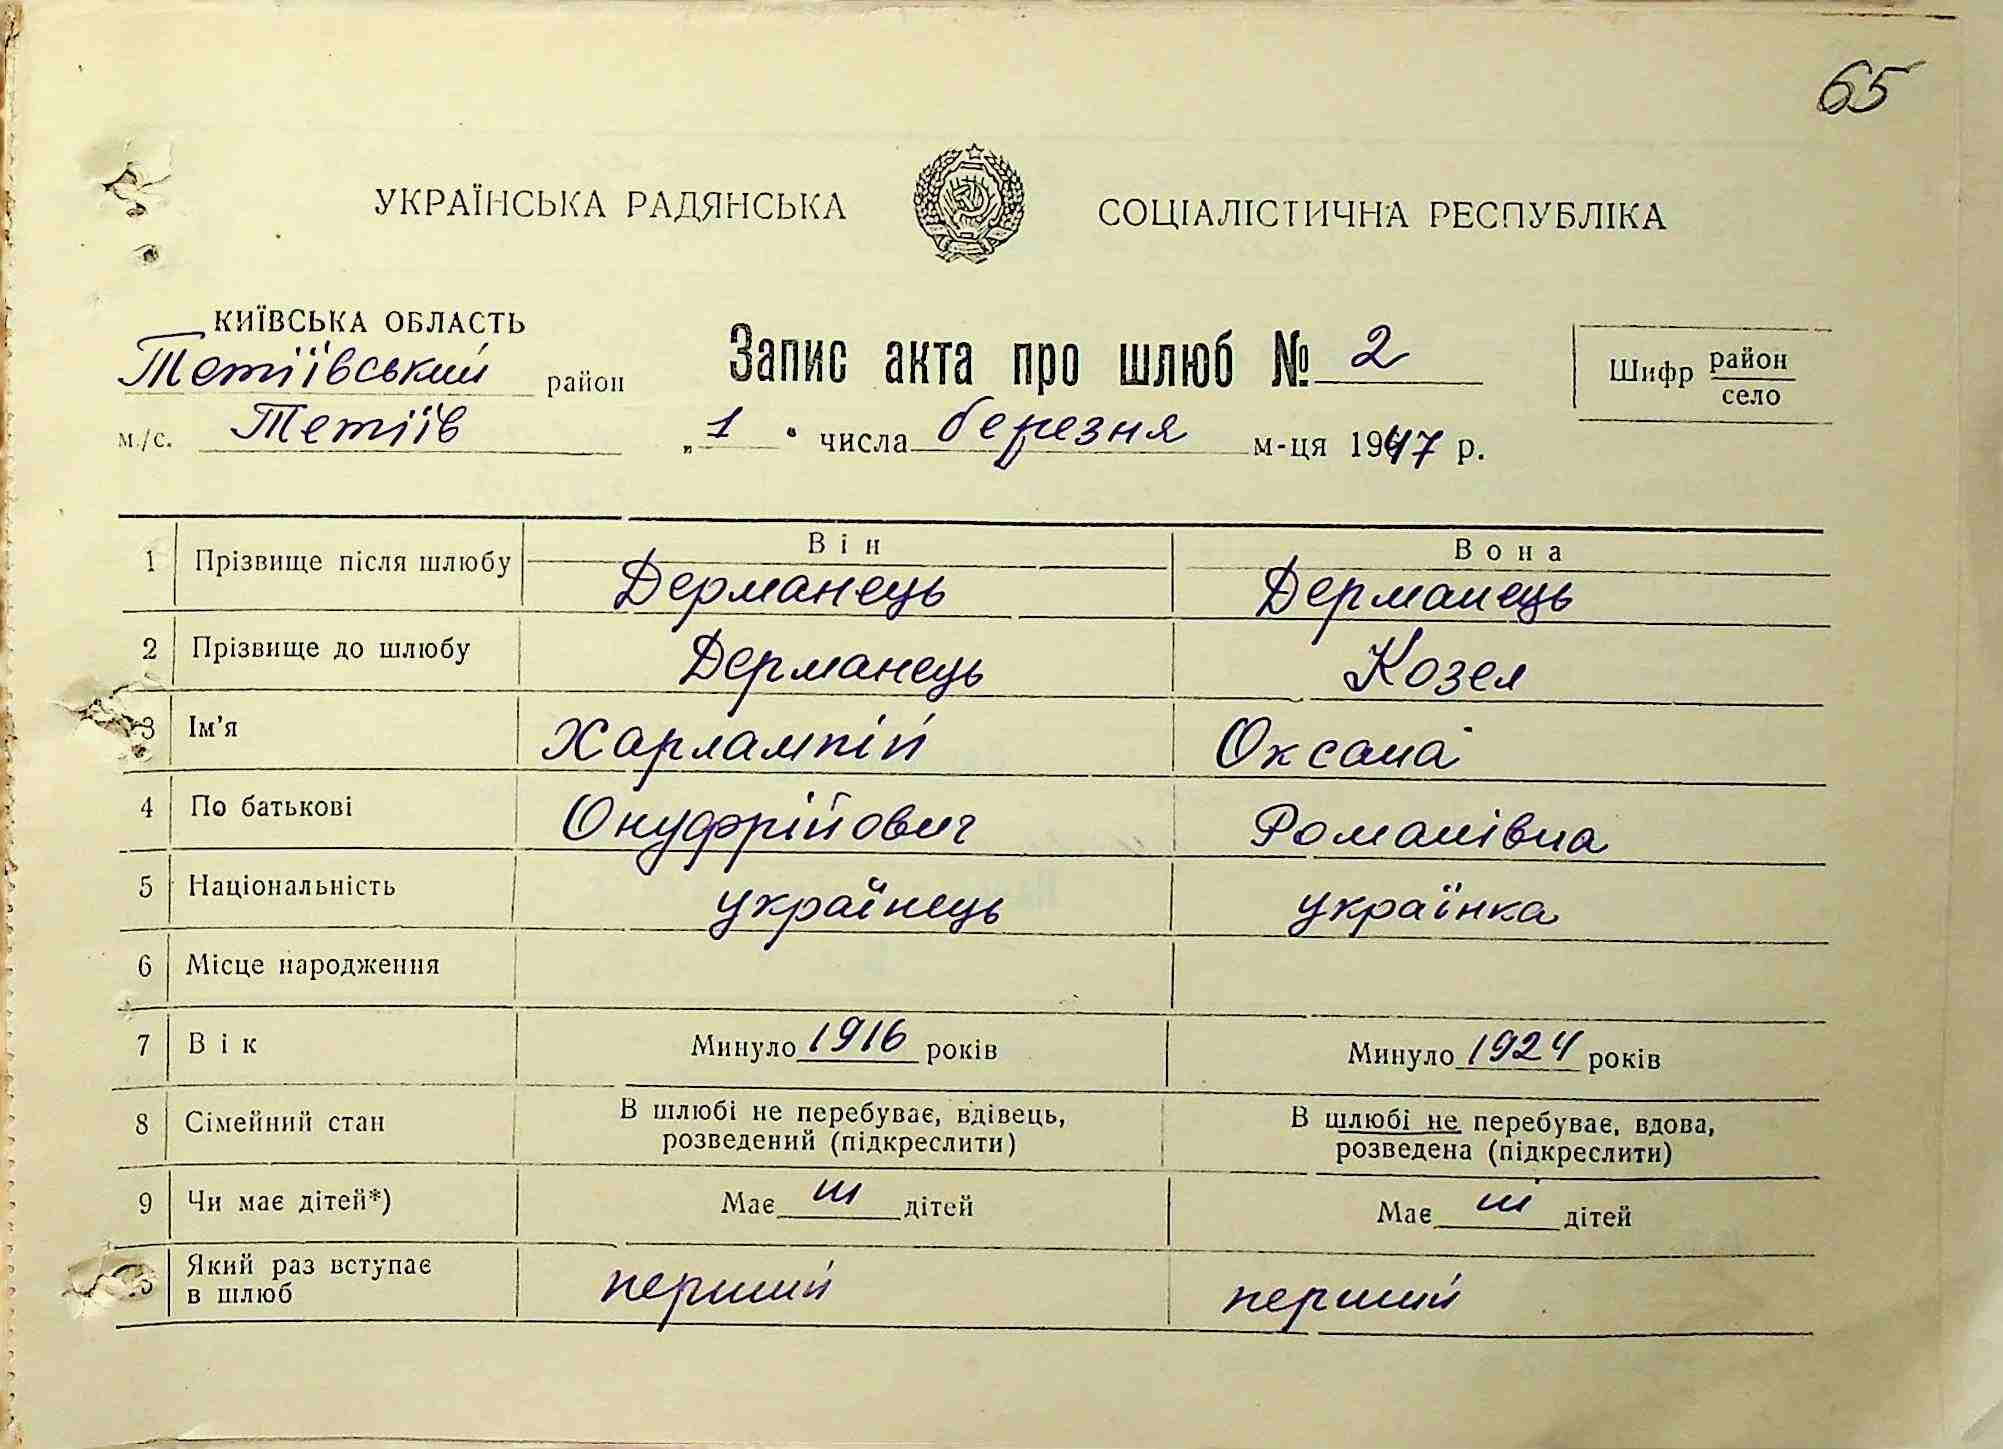 65
УКРАЇНСЬКА РАДЯНСЬКА СОЦІАЛІСТИЧНА РЕСПУБЛІКА
КИЇВСЬКА ОБЛАСТЬ
Тетіївський район
Запис акта про шлюб № 2
Шифр район
село
м./с. Тетіїв
„ 1 " числа березня м-ця 1947 р.
Він Вона
1 Прізвище після шлюбу Дерманець Дерманець
2 Прізвище до шлюбу Дерманець Козел
3 Ім'я Харлампій Оксана
4 По батькові Онуфрійович Романівна
5 Національність українець українка
6 Місце народження
7 Вік Минуло 1916 років Минуло 1924 років
8 Сімейний стан В шлюбі не перебуває, вдівець, В шлюбі не перебуває, вдова,
розведений (підкреслити) розведена (підкреслити)
9 Чи має дітей*) Має дітей Має дітей
Який раз вступає
в шлюб перший перший